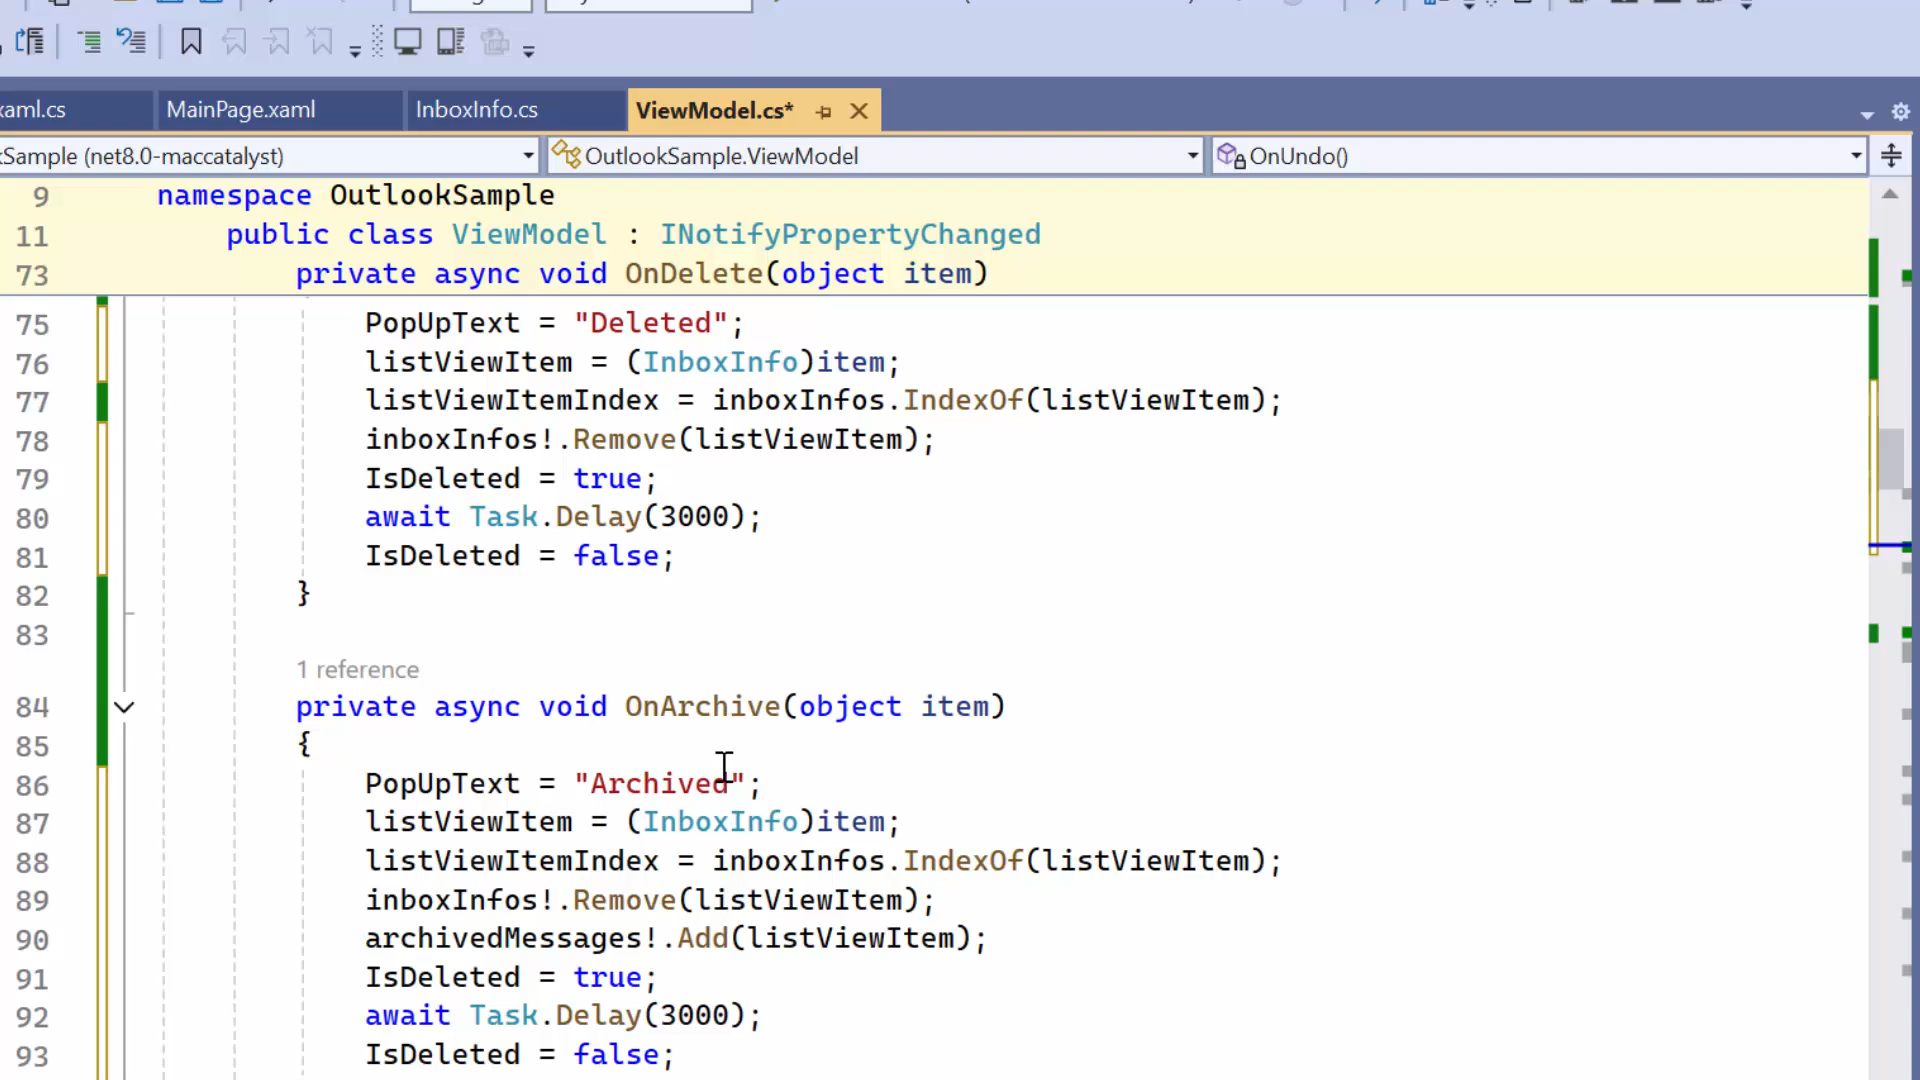 xaml.cs MainPage.xaml InboxInfo.cs ViewModel.cs*
kSample (net8.0-maccatalyst) OutlookSample.ViewModel OnUndo()
9 namespace OutlookSample
11 public class ViewModel : INotifyPropertyChanged
73 private async void OnDelete(object item)
75 PopUpText = "Deleted";
76 listViewItem = (InboxInfo)item;
77 listViewItemIndex = inboxInfos.IndexOf(listViewItem);
78 inboxInfos!.Remove(listViewItem);
79 IsDeleted = true;
80 await Task.Delay(3000);
81 IsDeleted = false;
82 }
83
1 reference
84 private async void OnArchive(object item)
85 {
86 PopUpText = "Archived";
87 listViewItem = (InboxInfo)item;
88 listViewItemIndex = inboxInfos.IndexOf(listViewItem);
89 inboxInfos!.Remove(listViewItem);
90 archivedMessages!.Add(listViewItem);
91 IsDeleted = true;
92 await Task.Delay(3000);
93 IsDeleted = false;